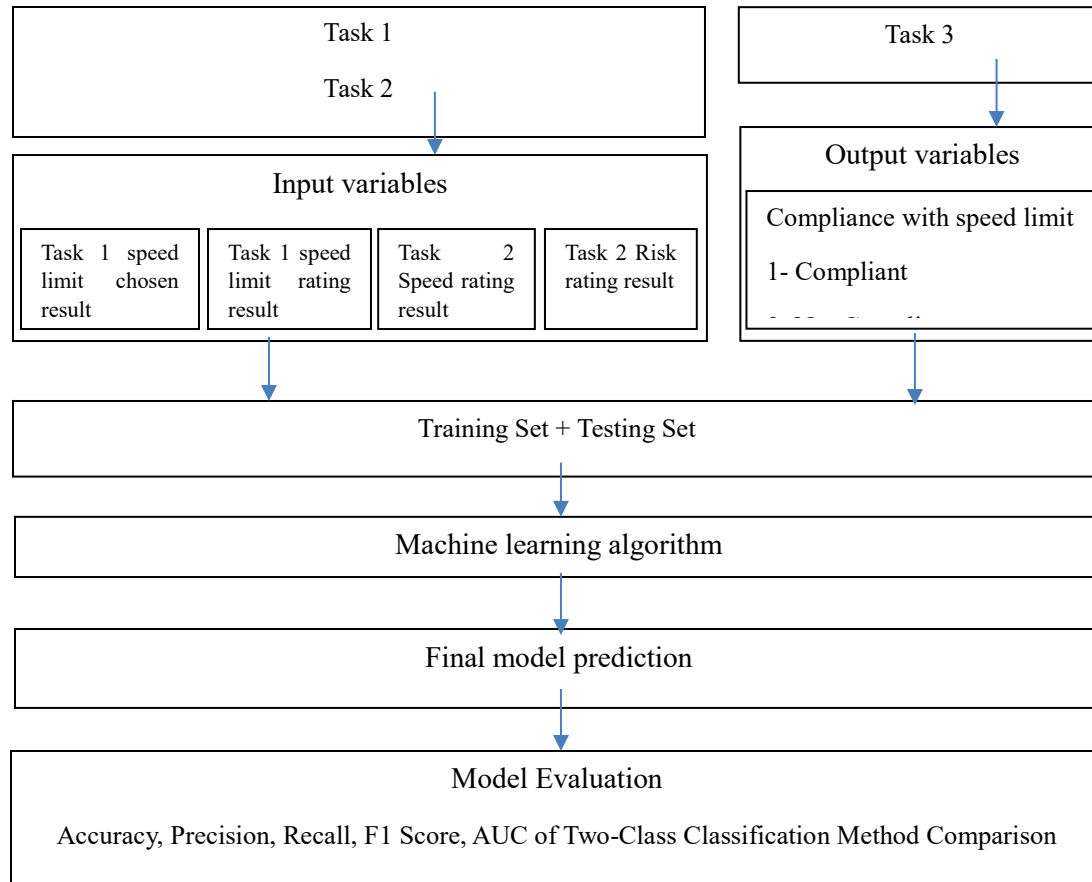 Task 1
Task 2
Task 3
Input variables
Task 1 speed
limit chosen
result
Task 1 speed
limit rating
result
Task 2
Speed rating
result
Task 2 Risk
rating result
Output variables
Compliance with speed limit
1- Compliant
Training Set + Testing Set
Machine learning algorithm
Final model prediction
Model Evaluation
Accuracy, Precision, Recall, F1 Score, AUC of Two-Class Classification Method Comparison